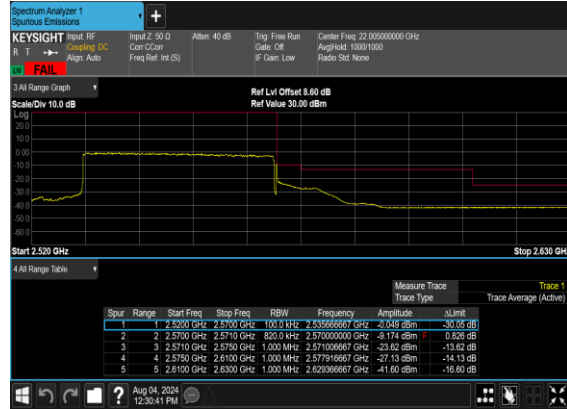 Spectrum Analyzer 1
Spurious Emissions
+
KEYSIGHT Input: RF Input Z: 50 Ω Atten: 40 dB Trig: Free Run Center Freq: 22.005000000 GHz
R T Coupling: DC Corr CCorr Gate: Off Avg|Hold: 1000/1000
Align: Auto Freq Ref: Int (S) IF Gain: Low Radio Std: None
LW FAIL
3 All Range Graph Ref Lvl Offset 8.60 dB
Scale/Div 10.0 dB Ref Value 30.00 dBm
Log
20.0
10.0
0.00
-10.0
-20.0
-30.0
-40.0
-50.0
-60.0
Start 2.520 GHz Stop 2.630 GH
4 All Range Table
Measure Trace Trace 1
Trace Type Trace Average (Active)
Spur Range Start Freq Stop Freq RBW Frequency Amplitude ΔLimit
1 1 2.5200 GHz 2.5700 GHz 100.0 kHz 2.535666667 GHz -0.049 dBm -30.05 dB
2 2 2.5700 GHz 2.5710 GHz 820.0 kHz 2.570000000 GHz -9.174 dBm F 0.826 dB
3 3 2.5710 GHz 2.5750 GHz 1.000 MHz 2.571006667 GHz -23.62 dBm -13.62 dB
4 4 2.5750 GHz 2.6100 GHz 1.000 MHz 2.577916667 GHz -27.13 dBm -14.13 dB
5 5 2.6100 GHz 2.6300 GHz 1.000 MHz 2.629366667 GHz -41.60 dBm -16.60 dB
? Aug 04, 2024
12:30:41 PM